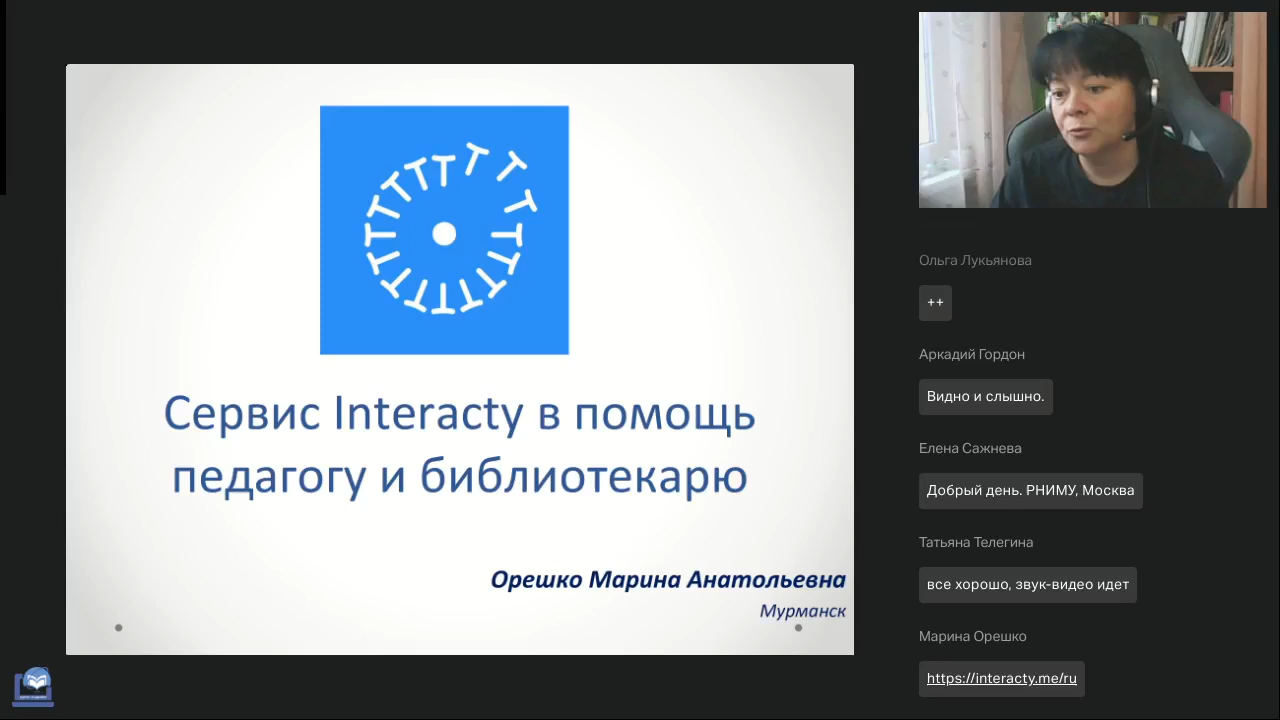 Сервис Interacty в помощь
педагогу и библиотекарю
Орешко Марина Анатольевна
Мурманск
Ольга Лукьянова
++
Аркадий Гордон
Видно и слышно.
Елена Сажнева
Добрый день. РНИМУ, Москва
Татьяна Телегина
все хорошо, звук-видео идет
Марина Орешко
https://interacty.me/ru